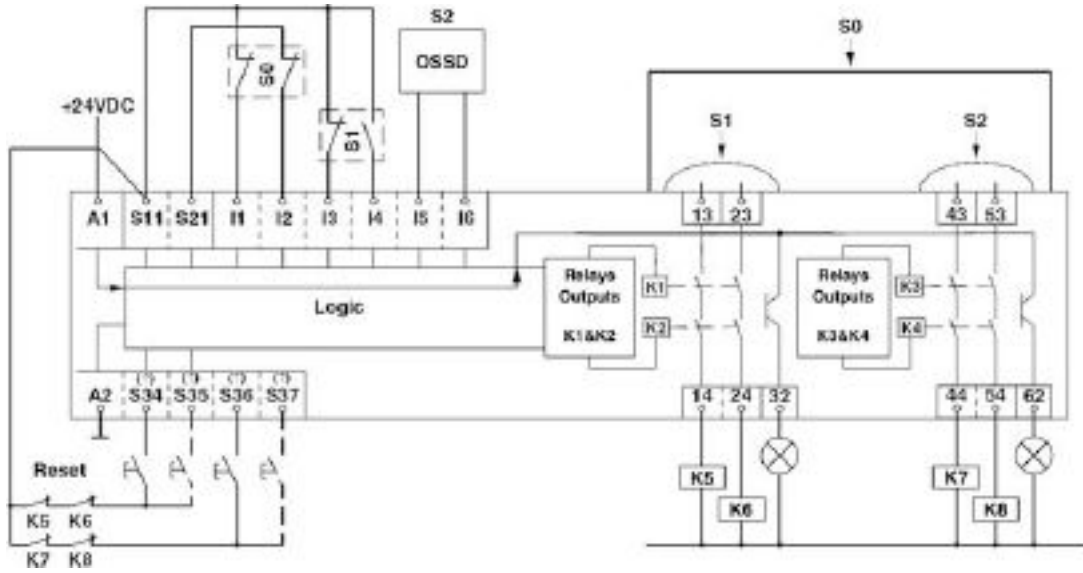 S2
S0
OSSD
S0
+24VDC
S1
S1
S2
A1 S11 S21 I1 I2 I3 I4 I5 I6
13 23
43 53
Relays
Outputs
K1&K2
K1
K2
Relays
Outputs
K3&K4
K3
K4
Logic
(*) (*) (*) (*)
A2 S34 S35 S36 S37
14 24 32
44 54 62
Reset
K5
K7
K5 K6
K6
K8
K7 K8